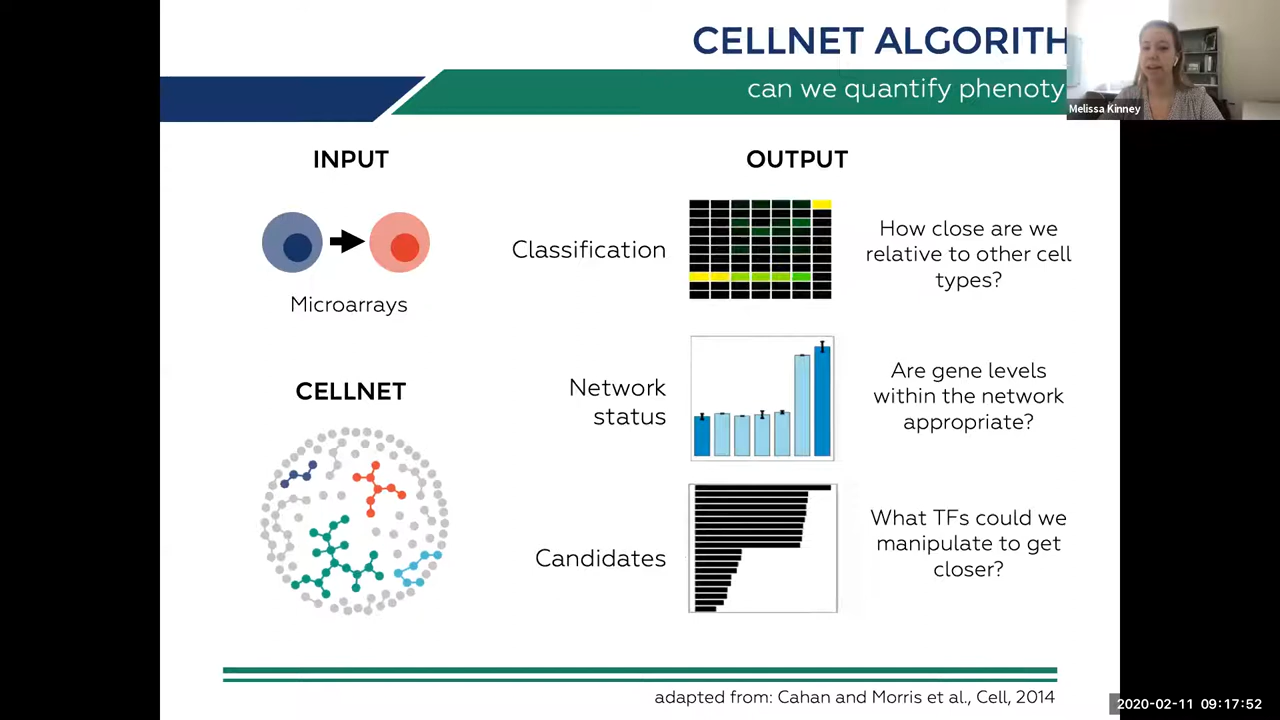 CELLNET ALGORITH
can we quantify phenoty
Melissa Kinney
INPUT
Microarrays
CELLNET
OUTPUT
Classification
How close are we
relative to other cell
types?
Network
status
Are gene levels
within the network
appropriate?
Candidates
What TFs could we
manipulate to get
closer?
adapted from: Cahan and Morris et al., Cell, 2014
2020-02-11 09:17:52